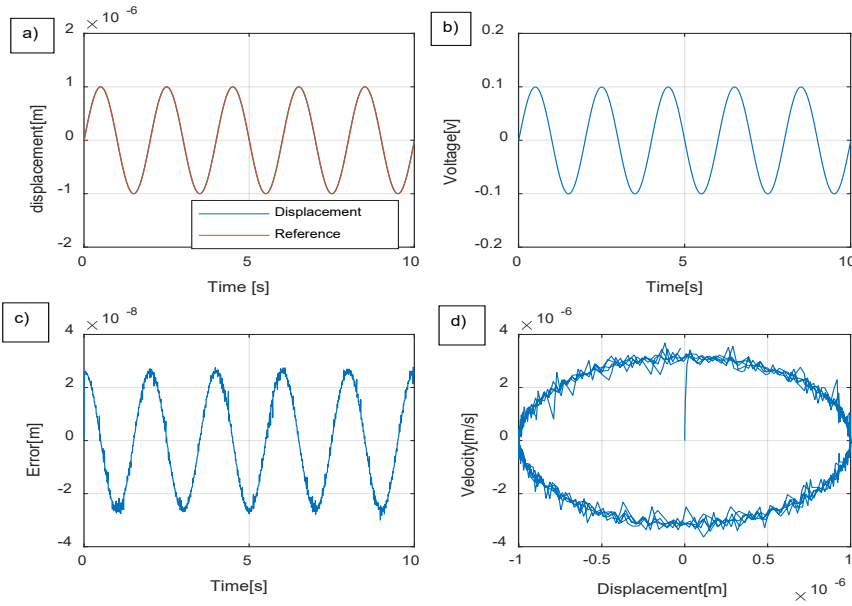 a)
× 10 -6
2
1
0
-1
-2
displacement[m]
Displacement
Reference
0
5
10
Time [s]
b)
0.2
0.1
0
-0.1
-0.2
Voltage[v]
0
5
10
Time[s]
c)
× 10 -8
4
2
0
-2
-4
Error[m]
0
5
10
Time[s]
d)
× 10 -6
4
2
0
-2
-4
Velocity[m/s]
-1
-0.5
0
0.5
1
Displacement[m]
× 10 -6